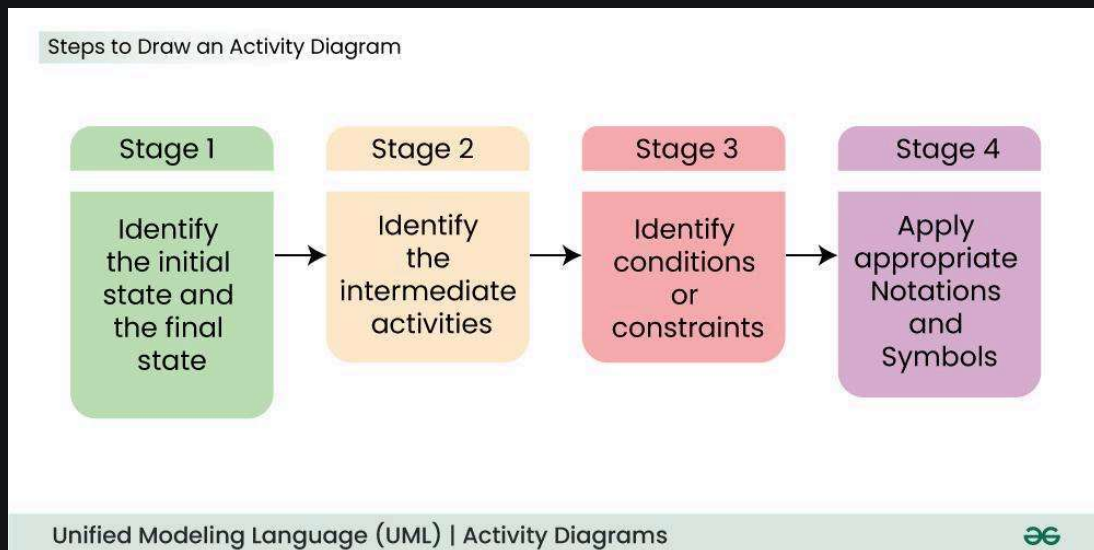 Steps to Draw an Activity Diagram
Stage 1
Identify
the initial
state and
the final
state
Stage 2
Identify
the
intermediate
activities
Stage 3
Identify
conditions
or
constraints
Stage 4
Apply
appropriate
Notations
and
Symbols
Unified Modeling Language (UML) | Activity Diagrams